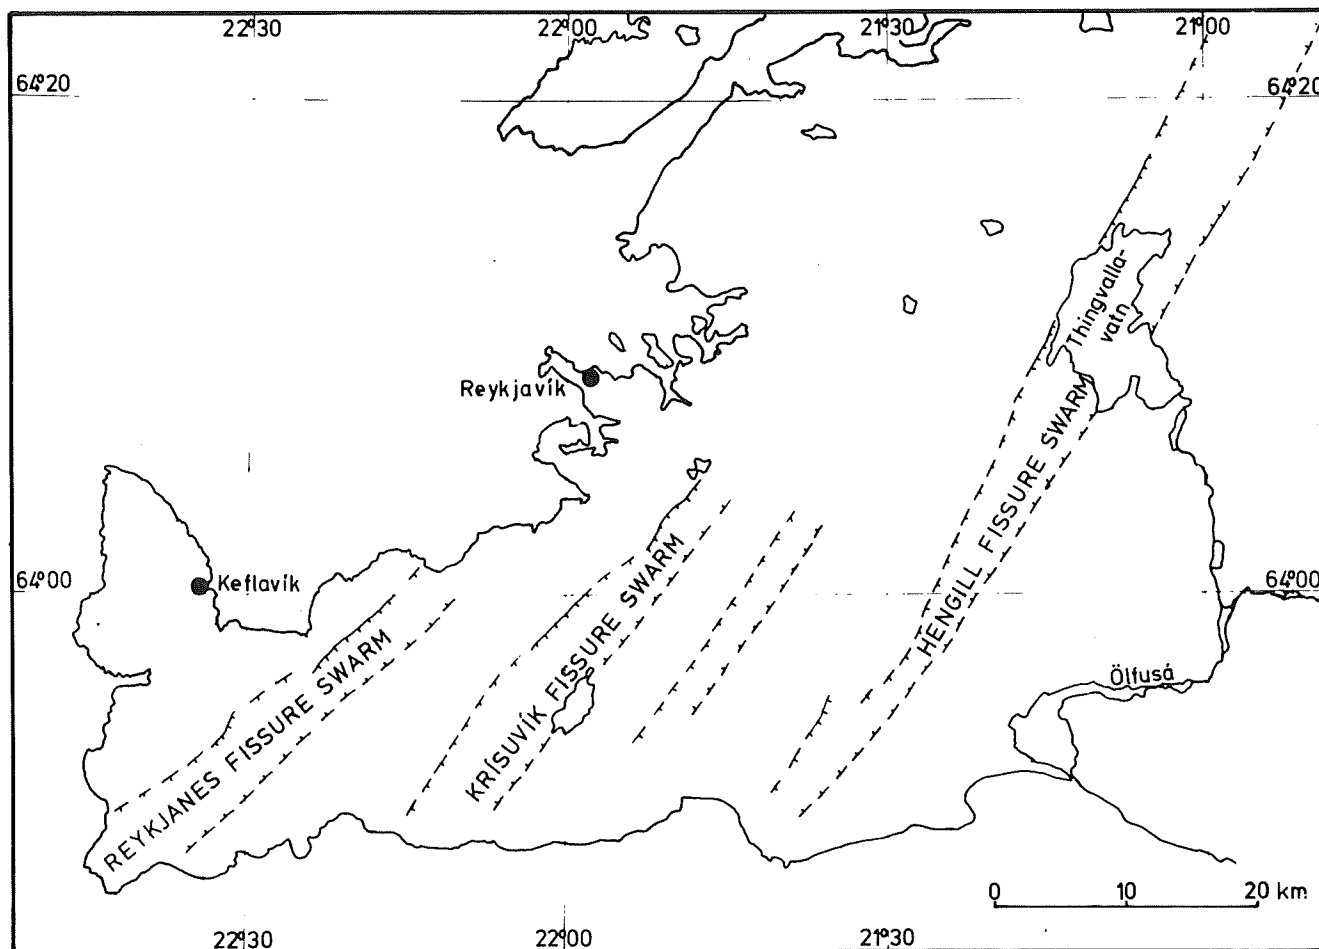 22°30
22°00
21°30
21°00
64°20
64°20
Thingvalla-
vatn
Reykjavík
HENGILL FISSURE SWARM
Keflavík
64°00
64°00
KRÍSUVÍK FISSURE SWARM
REYKJANES FISSURE SWARM
Ölfusá
0 10 20 km
22°30
22°00
21°30